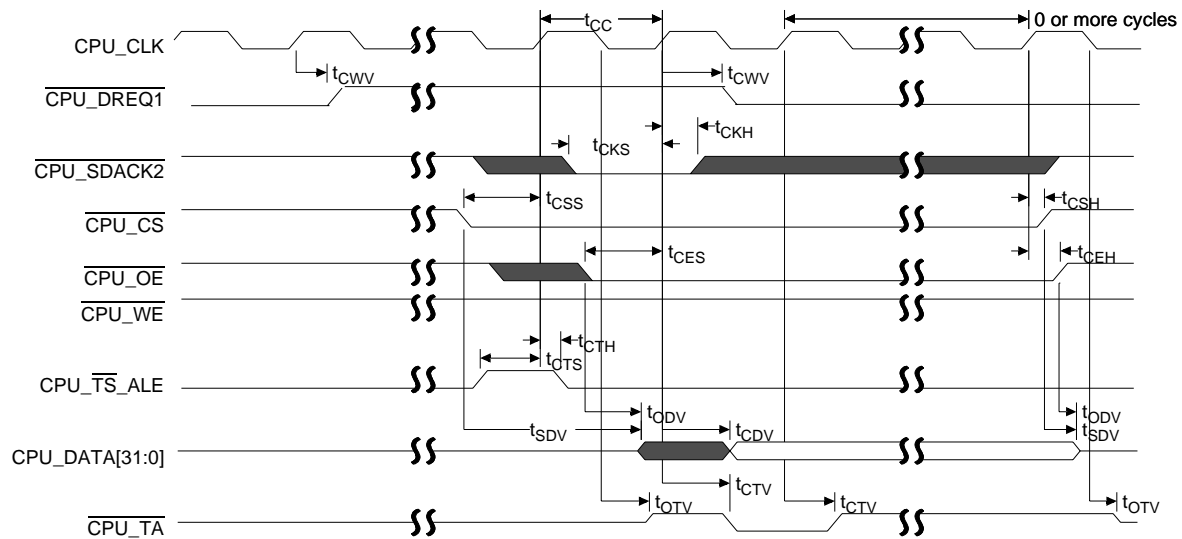 tCC
0 or more cycles
CPU_CLK
tCWV
tCWV
CPU_DREQ1
tCKH
tCKS
CPU_SDACK2
tCSS
tCSH
CPU_CS
tCES
tCEH
CPU_OE
CPU_WE
tCTH
tCTS
CPU_TS_ALE
tODV
tODV
tSDV
tCDV
tSDV
CPU_DATA[31:0]
tCTV
tOTV
tCTV
tOTV
CPU_TA